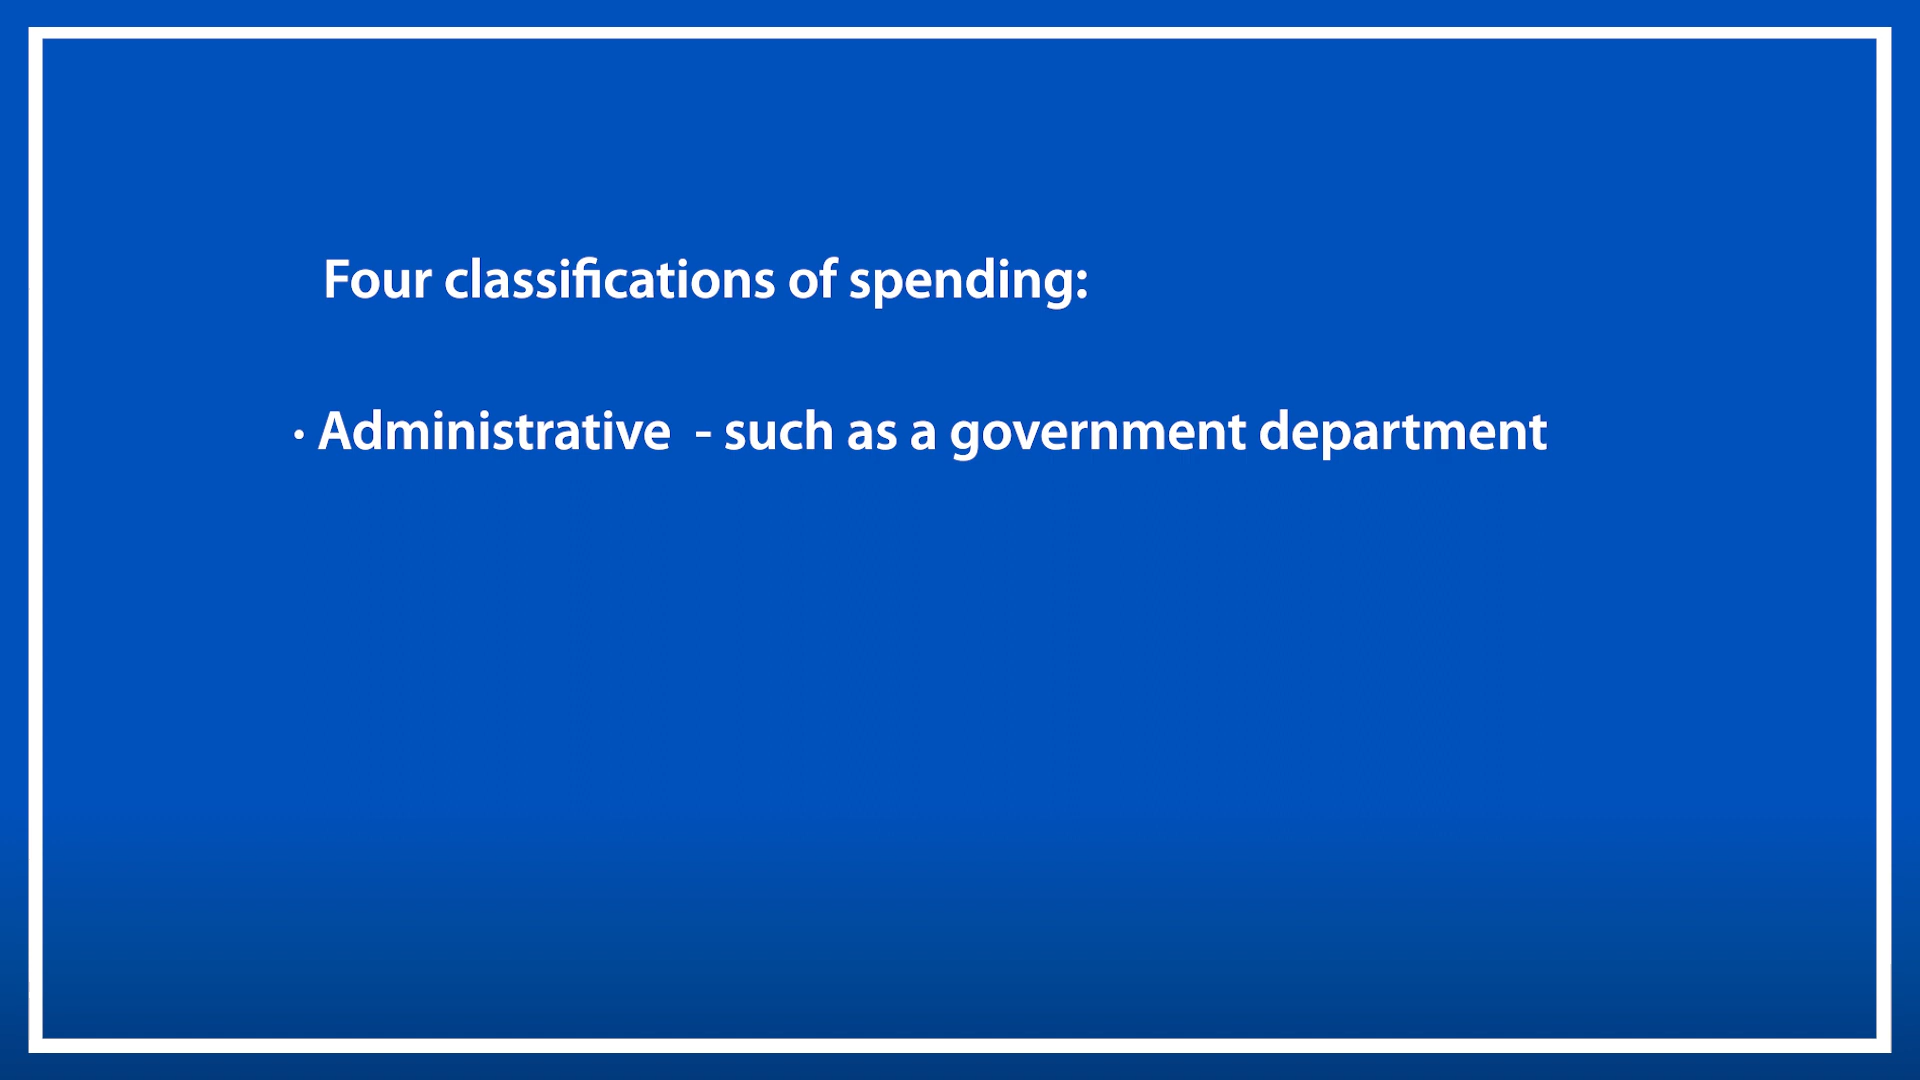 Four classifications of spending:
• Administrative - such as a government department